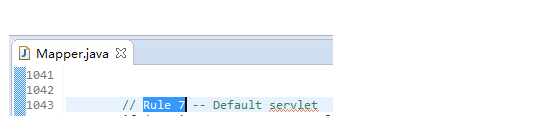 Mapper.java
1041
1042
1043 // Rule 7 -- Default servlet